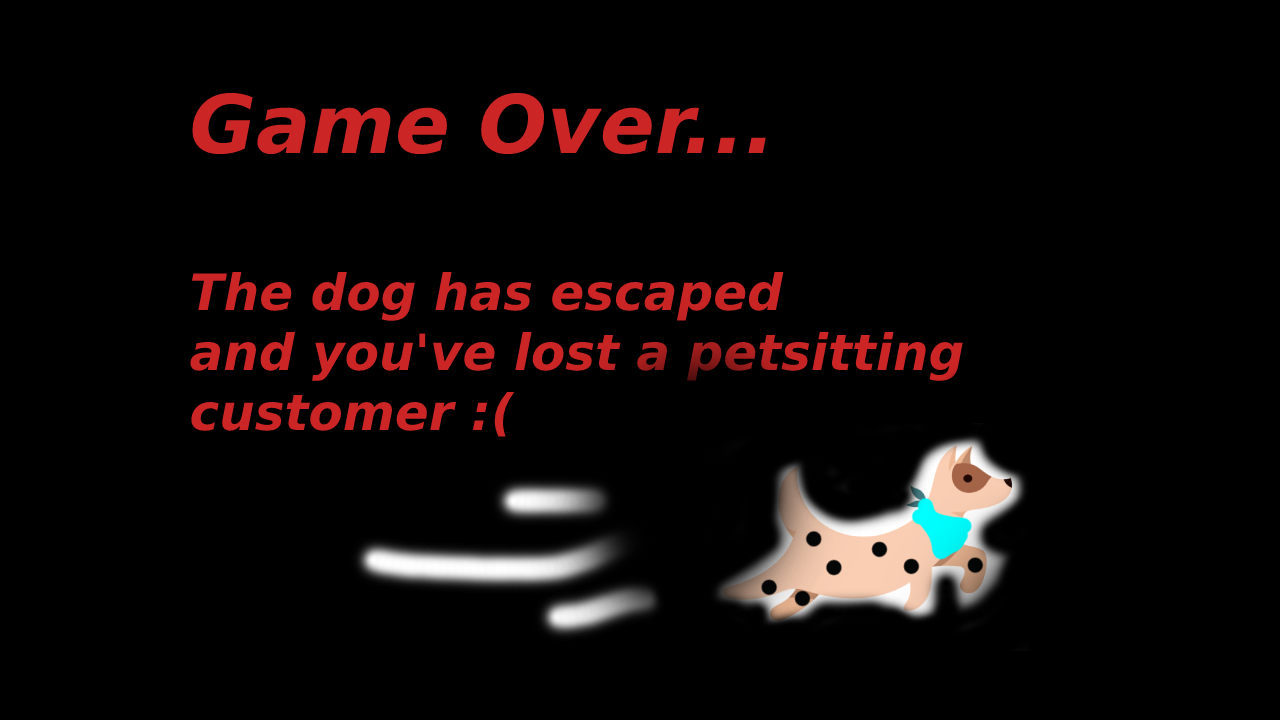 Game Over...
The dog has escaped
and you've lost a petsitting
customer :(